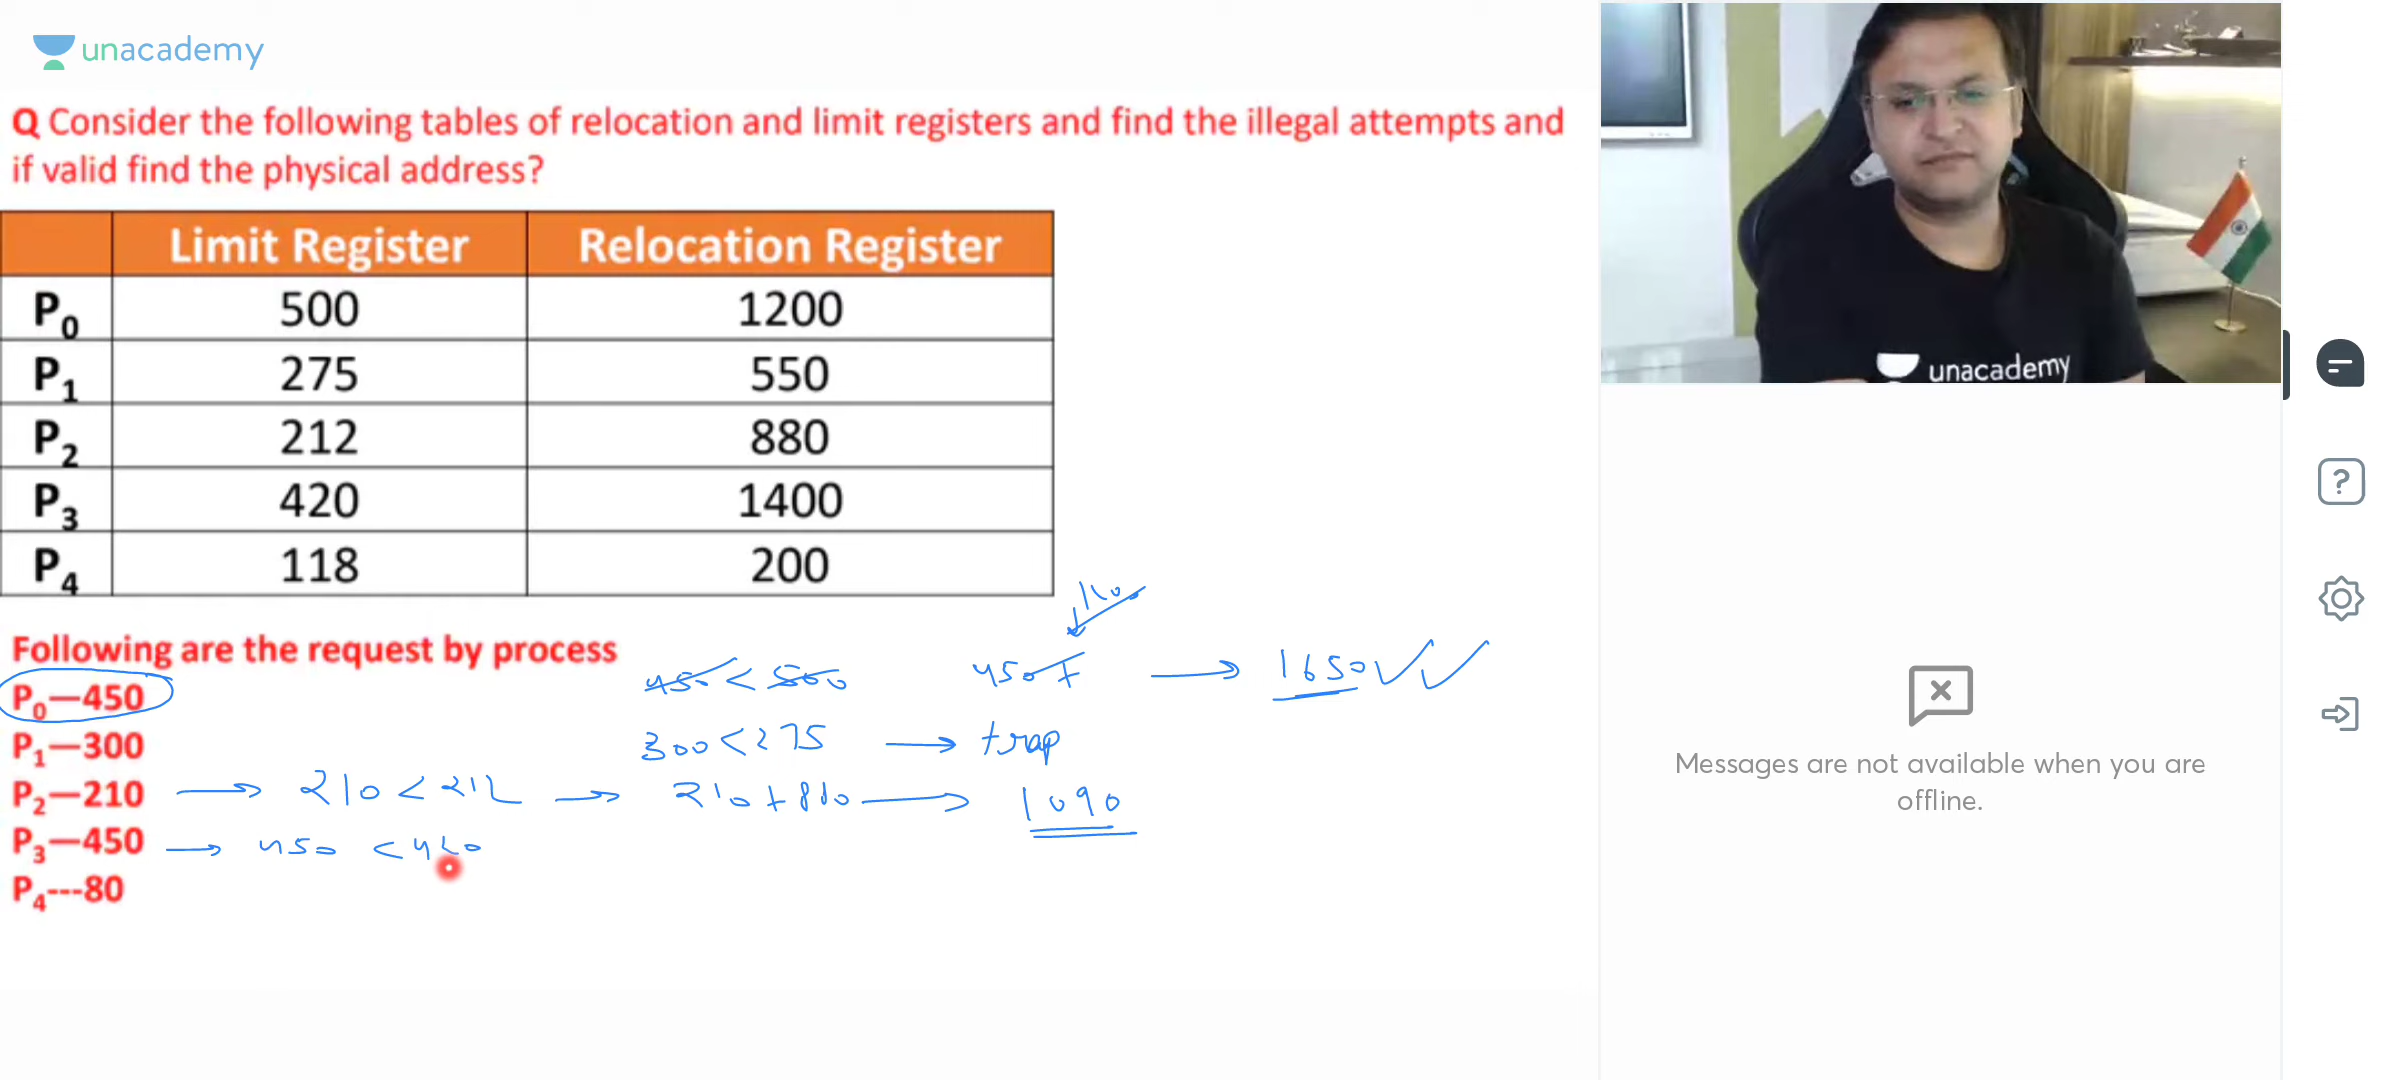 unacademy
Q Consider the following tables of relocation and limit registers and find the illegal attempts and
if valid find the physical address?
Limit Register Relocation Register
P0 500 1200
P1 275 550
P2 212 880
P3 420 1400
P4 118 200
Following are the request by process
P0—450 450 < 500 450 + → 1650
P1—300 300 < 275 → trap
P2—210 → 210 < 212 → 210 + 880 → 1090
P3—450 → 450 < 420
P4---80
unacademy
?
Messages are not available when you are
offline.